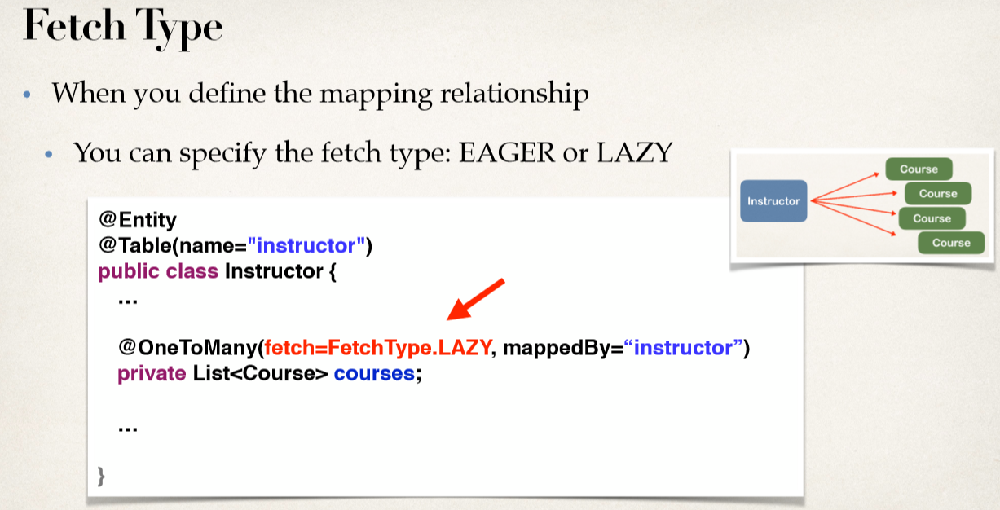 Fetch Type
• When you define the mapping relationship
• You can specify the fetch type: EAGER or LAZY
Instructor
Course
Course
Course
Course
@Entity
@Table(name="instructor")
public class Instructor {
...
@OneToMany(fetch=FetchType.LAZY, mappedBy=“instructor”)
private List<Course> courses;
...
}